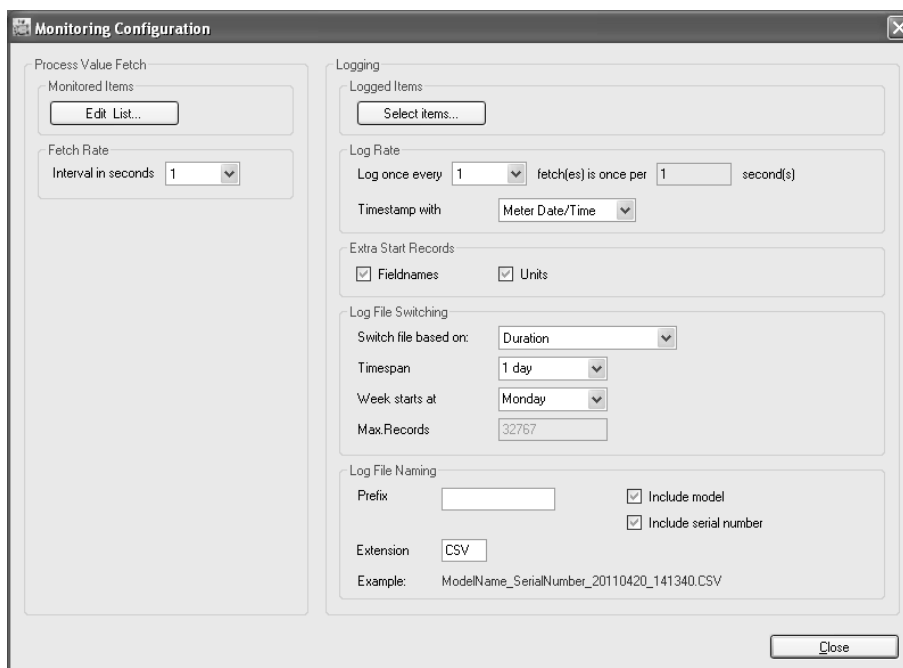 Monitoring Configuration
Process Value Fetch
Monitored Items
Edit List...
Fetch Rate
Interval in seconds 1
Logging
Logged Items
Select items...
Log Rate
Log once every 1 fetch(es) is once per 1 second(s)
Timestamp with Meter Date/Time
Extra Start Records
Fieldnames Units
Log File Switching
Switch file based on: Duration
Timespan 1 day
Week starts at Monday
Max.Records 32767
Log File Naming
Prefix Include model
Include serial number
Extension CSV
Example: ModelName_SerialNumber_20110420_141340.CSV
Close